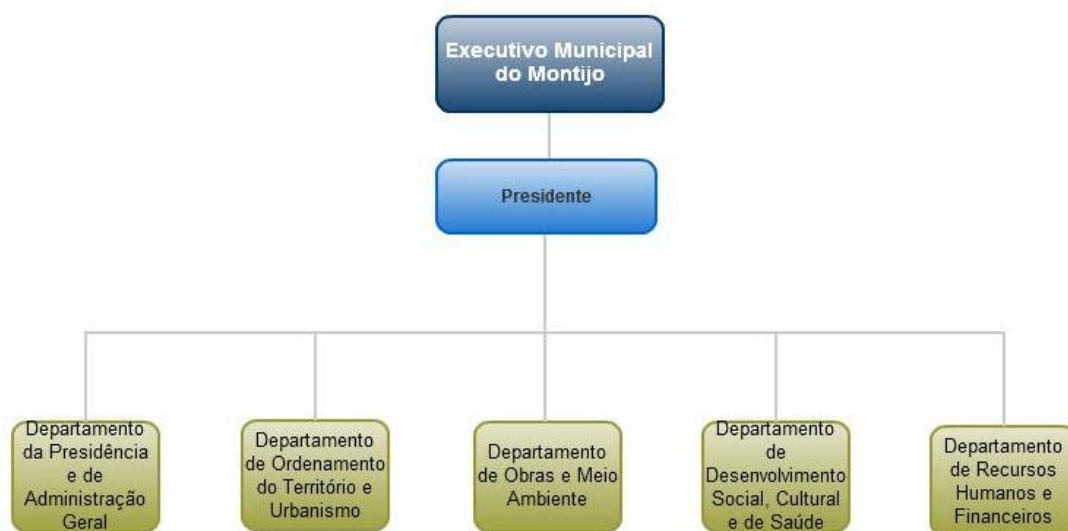 Executivo Municipal
do Montijo
Presidente
Departamento
da Presidência
e de
Administração
Geral
Departamento
de Ordenamento
do Território e
Urbanismo
Departamento
de Obras e Meio
Ambiente
Departamento
de
Desenvolvimento
Social, Cultural
e de Saúde
Departamento
de Recursos
Humanos e
Financeiros